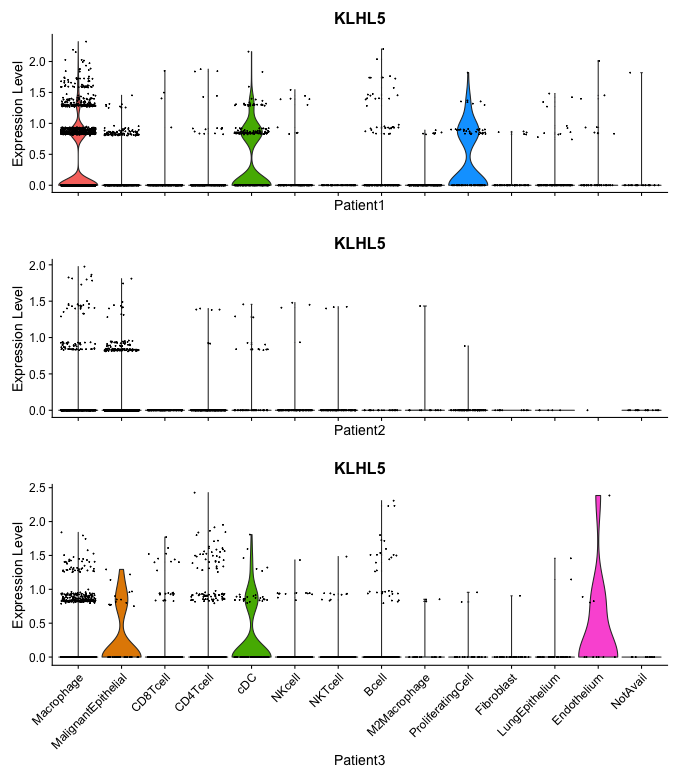 KLHL5
Expression Level
2.0
1.5
1.0
0.5
0.0
Patient1
KLHL5
Expression Level
2.0
1.5
1.0
0.5
0.0
Patient2
KLHL5
Expression Level
2.5
2.0
1.5
1.0
0.5
0.0
Macrophage
MalignantEpithelial
CD8Tcell
CD4Tcell
cDC
NKcell
NKTcell
Bcell
M2Macrophage
ProliferatingCell
Fibroblast
LungEpithelium
Endothelium
NotAvail
Patient3